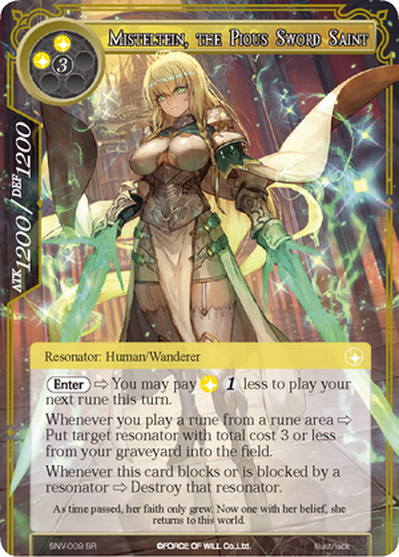 Misteltein, the Pious Sword Saint
3
ATK 1200 / DEF 1200
Resonator: Human/Wanderer
Enter ⇨ You may pay 1 less to play your
next rune this turn.
Whenever you play a rune from a rune area ⇨
Put target resonator with total cost 3 or less
from your graveyard into the field.
Whenever this card blocks or is blocked by a
resonator ⇨ Destroy that resonator.
As time passed, her faith only grew. Now one with her belief, she
returns to this world.
SNV-009 SR
©FORCE OF WILL Co.,Ltd.
Illust/lack